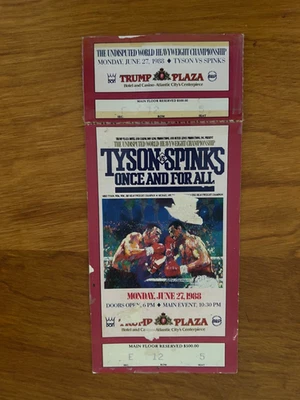 THE UNDISPUTED WORLD HEAVYWEIGHT CHAMPIONSHIP
MONDAY, JUNE 27, 1988 ♦ TYSON VS SPINKS
TRUMP PLAZA
Hotel and Casino • Atlantic City's Centerpiece
MAIN FLOOR RESERVED $100.00
E 12 5
THE UNDISPUTED WORLD HEAVYWEIGHT CHAMPIONSHIP
TYSON & SPINKS
ONCE AND FOR ALL
MONDAY, JUNE 27, 1988
DOORS OPEN: 6 PM ♦ MAIN EVENT: 10:30 PM
TRUMP PLAZA
Hotel and Casino • Atlantic City's Centerpiece
MAIN FLOOR RESERVED $100.00
E 12 5